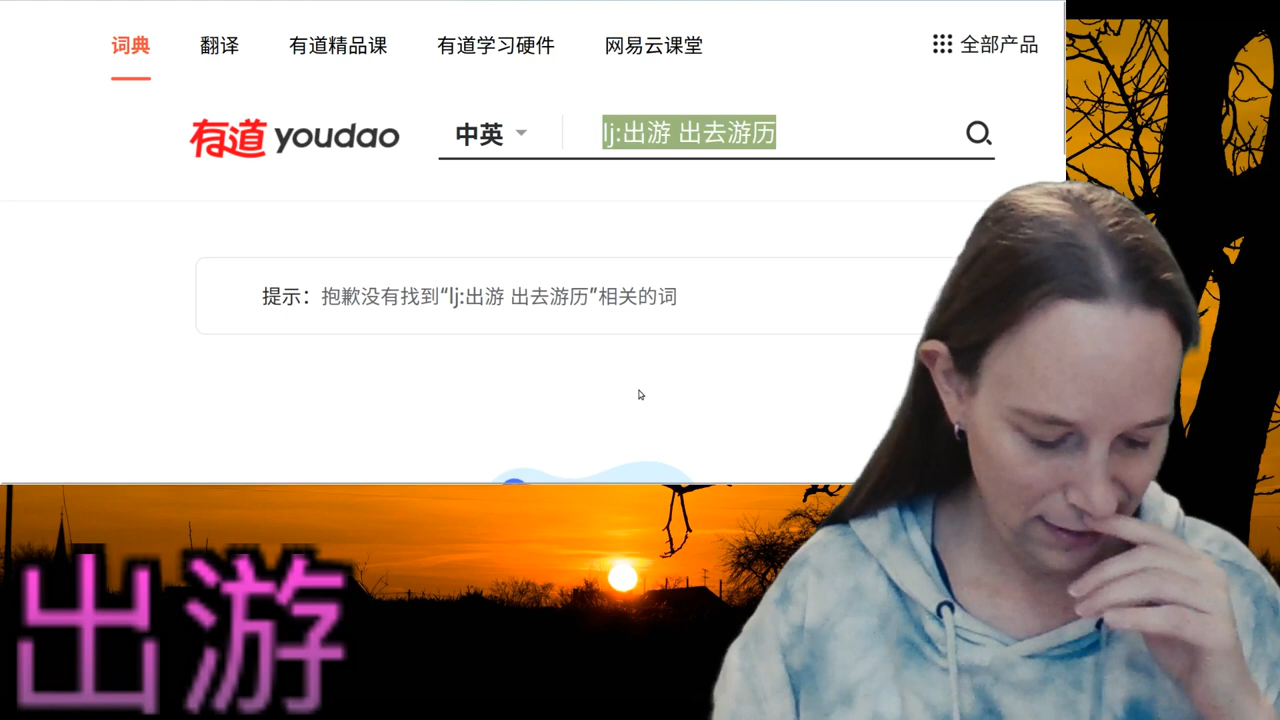 词典 翻译 有道精品课 有道学习硬件 网易云课堂 全部产品
有道 youdao 中英 lj:出游 出去游历
提示：抱歉没有找到“lj:出游 出去游历”相关的词
出游